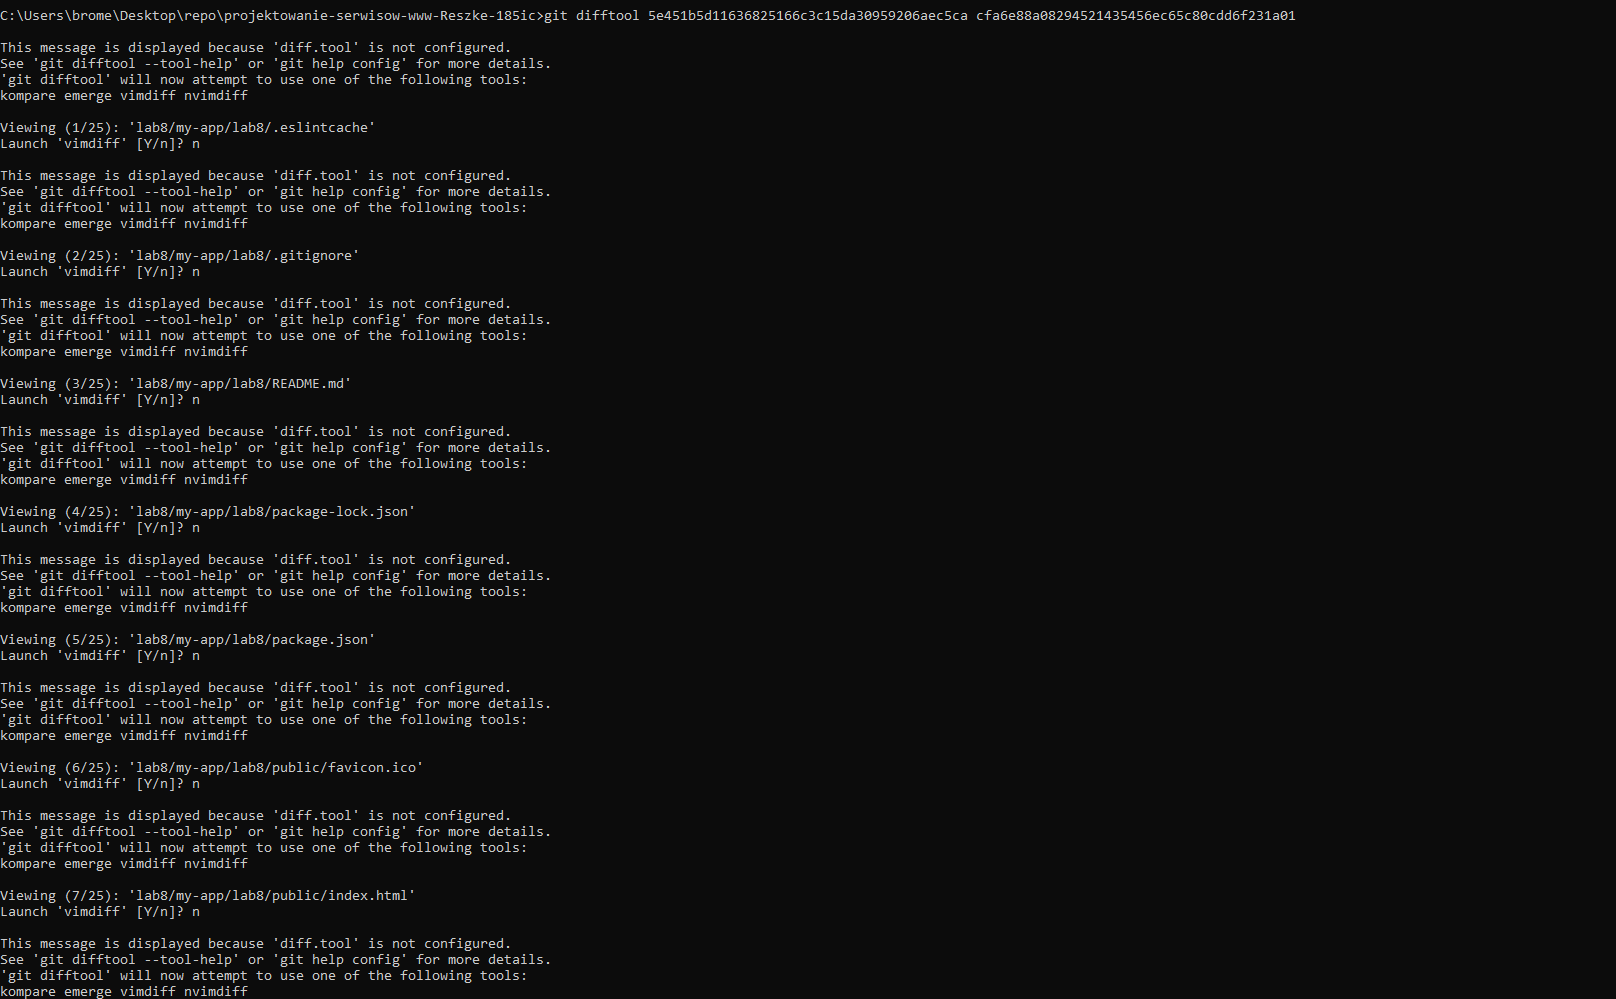 C:\Users\brome\Desktop\repo\projektowanie-serwisow-www-Reszke-185ic>git difftool 5e451b5d11636825166c3c15da30959206aec5ca cfa6e88a08294521435456ec65c80cdd6f231a01
This message is displayed because 'diff.tool' is not configured.
See 'git difftool --tool-help' or 'git help config' for more details.
'git difftool' will now attempt to use one of the following tools:
kompare emerge vimdiff nvimdiff
Viewing (1/25): 'lab8/my-app/lab8/.eslintcache'
Launch 'vimdiff' [Y/n]? n
This message is displayed because 'diff.tool' is not configured.
See 'git difftool --tool-help' or 'git help config' for more details.
'git difftool' will now attempt to use one of the following tools:
kompare emerge vimdiff nvimdiff
Viewing (2/25): 'lab8/my-app/lab8/.gitignore'
Launch 'vimdiff' [Y/n]? n
This message is displayed because 'diff.tool' is not configured.
See 'git difftool --tool-help' or 'git help config' for more details.
'git difftool' will now attempt to use one of the following tools:
kompare emerge vimdiff nvimdiff
Viewing (3/25): 'lab8/my-app/lab8/README.md'
Launch 'vimdiff' [Y/n]? n
This message is displayed because 'diff.tool' is not configured.
See 'git difftool --tool-help' or 'git help config' for more details.
'git difftool' will now attempt to use one of the following tools:
kompare emerge vimdiff nvimdiff
Viewing (4/25): 'lab8/my-app/lab8/package-lock.json'
Launch 'vimdiff' [Y/n]? n
This message is displayed because 'diff.tool' is not configured.
See 'git difftool --tool-help' or 'git help config' for more details.
'git difftool' will now attempt to use one of the following tools:
kompare emerge vimdiff nvimdiff
Viewing (5/25): 'lab8/my-app/lab8/package.json'
Launch 'vimdiff' [Y/n]? n
This message is displayed because 'diff.tool' is not configured.
See 'git difftool --tool-help' or 'git help config' for more details.
'git difftool' will now attempt to use one of the following tools:
kompare emerge vimdiff nvimdiff
Viewing (6/25): 'lab8/my-app/lab8/public/favicon.ico'
Launch 'vimdiff' [Y/n]? n
This message is displayed because 'diff.tool' is not configured.
See 'git difftool --tool-help' or 'git help config' for more details.
'git difftool' will now attempt to use one of the following tools:
kompare emerge vimdiff nvimdiff
Viewing (7/25): 'lab8/my-app/lab8/public/index.html'
Launch 'vimdiff' [Y/n]? n
This message is displayed because 'diff.tool' is not configured.
See 'git difftool --tool-help' or 'git help config' for more details.
'git difftool' will now attempt to use one of the following tools:
kompare emerge vimdiff nvimdiff